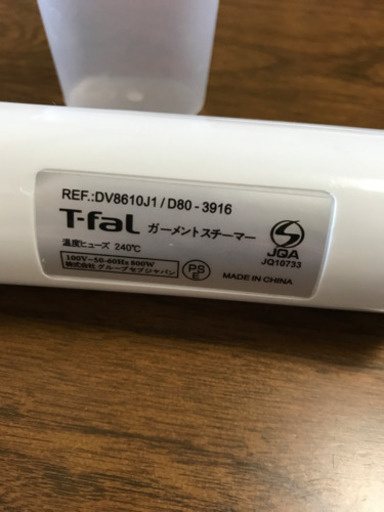 REF.:DV8610J1 / D80 - 3916
T-faL ガーメントスチーマー
温度ヒューズ 240℃
100V~50-60Hz 800W
株式会社 グループセブジャパン
PS
E
JQA
JQ10733
MADE IN CHINA